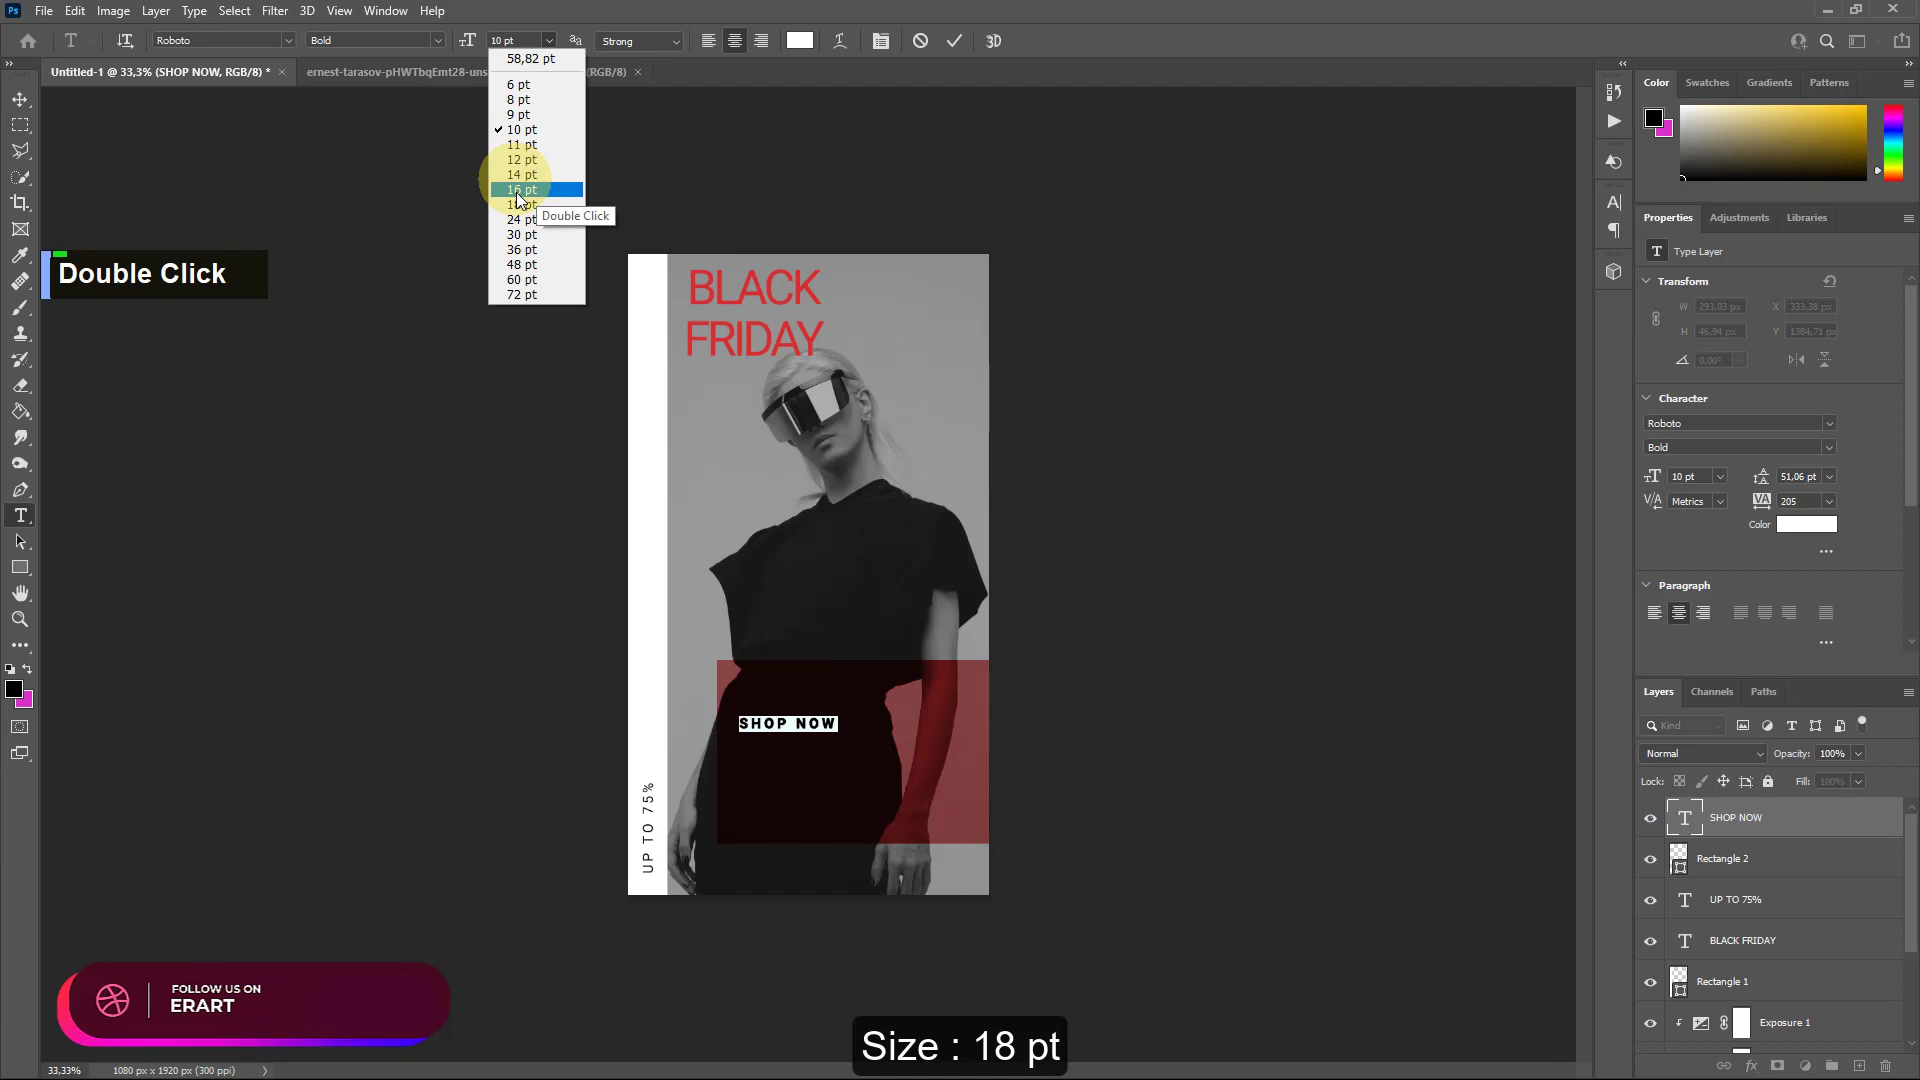 Ps File Edit Image Layer Type Select Filter 3D View Window Help
Roboto Bold 10 pt Strong 3D
Untitled-1 @ 33,3% (SHOP NOW, RGB/8) * × ernest-tarasov-pHWTbqEmt28-uns (RGB/8) ×
58,82 pt
6 pt
8 pt
9 pt
10 pt
11 pt
12 pt
14 pt
16 pt
18 pt
24 pt
30 pt
36 pt
48 pt
60 pt
72 pt
Double Click
Double Click
BLACK
FRIDAY
SHOP NOW
UP TO 75%
FOLLOW US ON
ERART
Size : 18 pt
33,33% 1080 px x 1920 px (300 ppi)
Color Swatches Gradients Patterns
Properties Adjustments Libraries
T Type Layer
Transform
W 293,03 px X 333,38 px
H 46,94 px Y 1384,71 px
0,00°
Character
Roboto
Bold
10 pt 51,06 pt
Metrics 205
Color
Paragraph
Layers Channels Paths
Kind
Normal Opacity: 100%
Lock: Fill: 100%
SHOP NOW
Rectangle 2
UP TO 75%
BLACK FRIDAY
Rectangle 1
Exposure 1